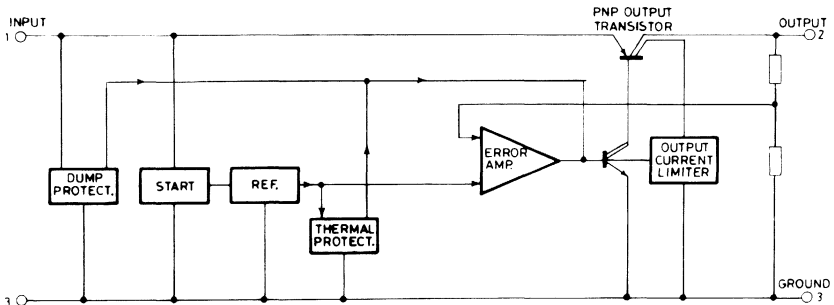 PNP OUTPUT
TRANSISTOR
INPUT
1
OUTPUT
2
DUMP
PROTECT.
START
REF.
THERMAL
PROTECT.
ERROR
AMP.
OUTPUT
CURRENT
LIMITER
3
GROUND
3